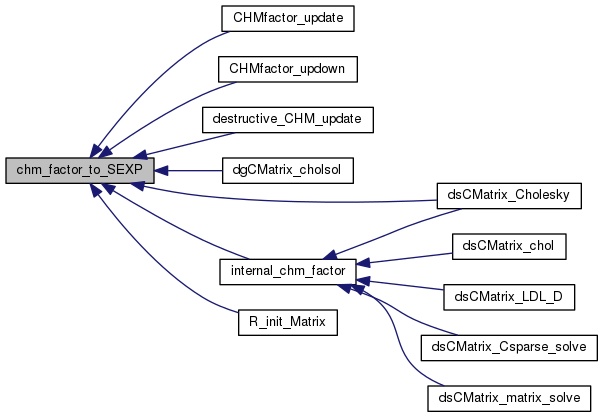 CHMfactor_update
CHMfactor_updown
destructive_CHM_update
chm_factor_to_SEXP
dgCMatrix_cholsol
dsCMatrix_Cholesky
dsCMatrix_chol
internal_chm_factor
dsCMatrix_LDL_D
R_init_Matrix
dsCMatrix_Csparse_solve
dsCMatrix_matrix_solve